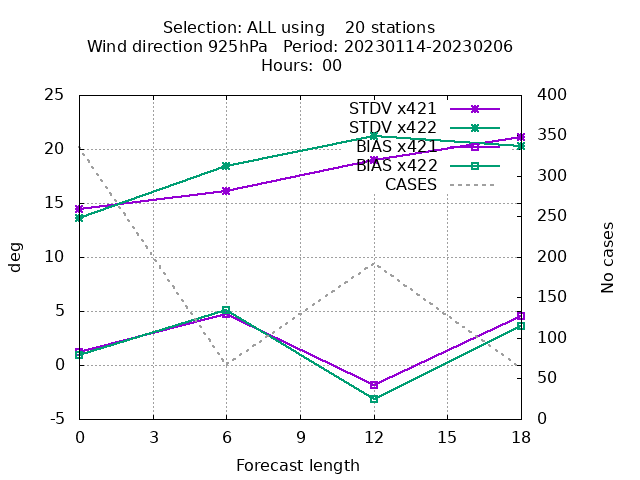 Selection: ALL using 20 stations
Wind direction 925hPa Period: 20230114-20230206
Hours: 00
25
20
15
10
5
0
-5
400
350
300
250
200
150
100
50
0
STDV x421
STDV x422
BIAS x421
BIAS x422
CASES
deg
No cases
0 3 6 9 12 15 18
Forecast length